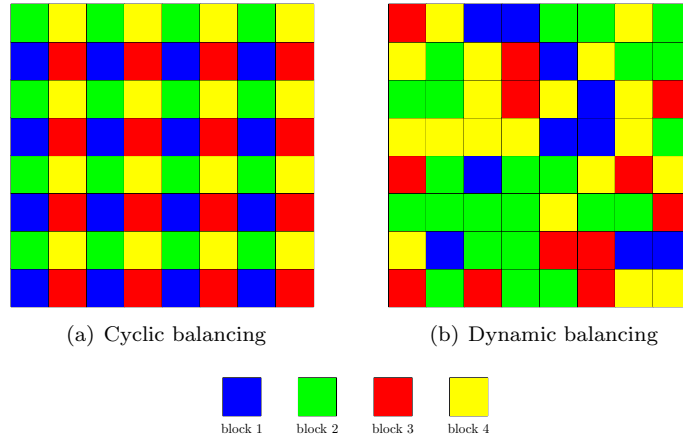 (a) Cyclic balancing
(b) Dynamic balancing
block 1
block 2
block 3
block 4